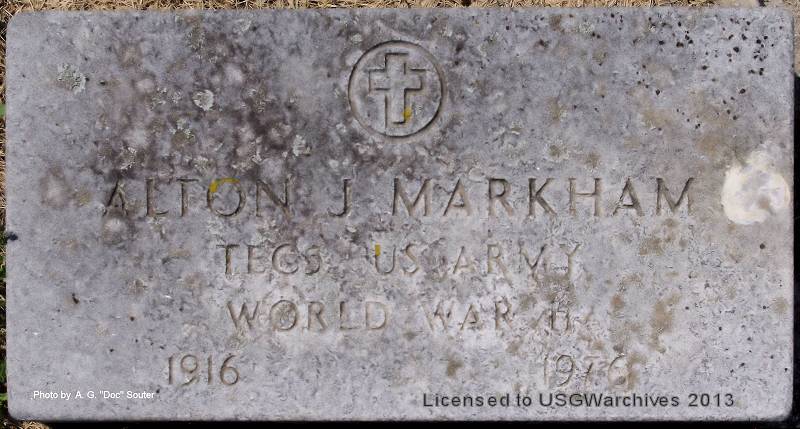 ALTON J MARKHAM
TEC5 US ARMY
WORLD WAR II
1916 1976
Photo by A. G. "Doc" Souter
Licensed to USGWarchives 2013